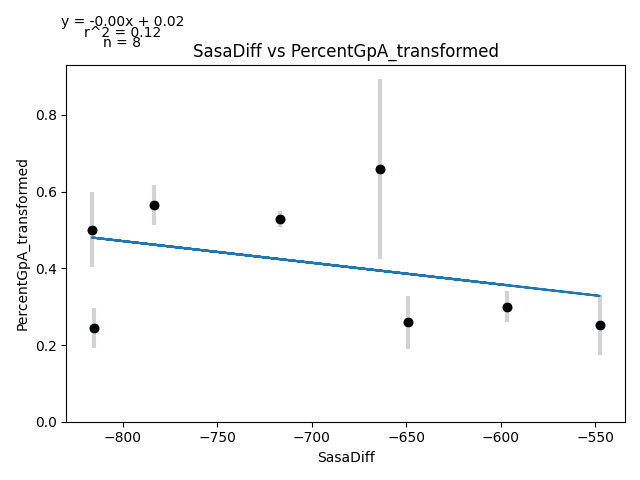 y = -0.00x + 0.02
r^2 = 0.12
n = 8
SasaDiff vs PercentGpA_transformed
PercentGpA_transformed
0.8
0.6
0.4
0.2
0.0
−800
−750
−700
−650
−600
−550
SasaDiff